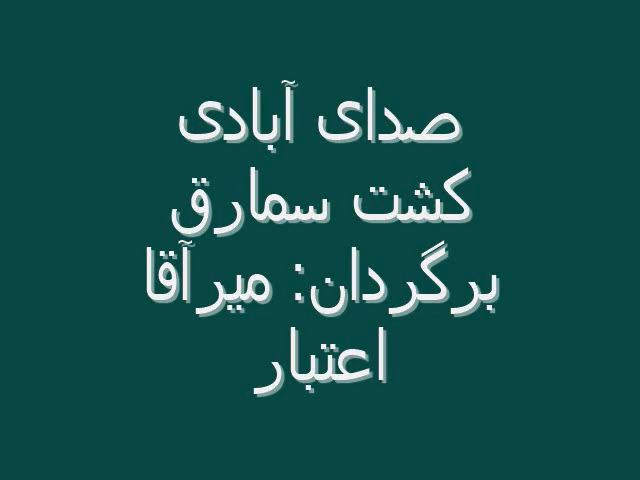 صدای آبادی
کشت سمارق
برگردان: میرآقا
اعتبار